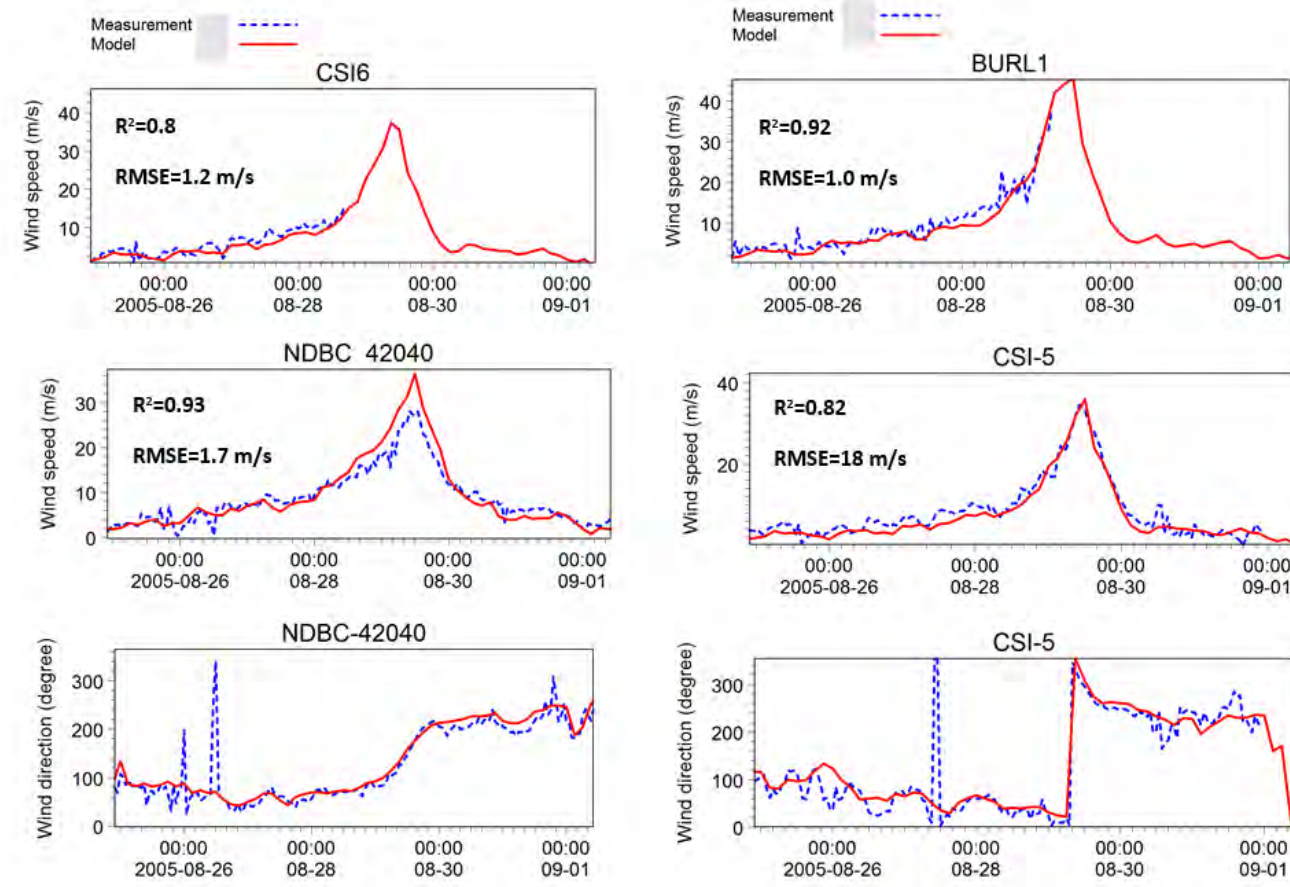 Measurement
Model
CSI6
Wind speed (m/s)
40
30
20
10
R²=0.8
RMSE=1.2 m/s
00:00 00:00 00:00 00:00
2005-08-26 08-28 08-30 09-01
Measurement
Model
BURL1
Wind speed (m/s)
40
30
20
10
R²=0.92
RMSE=1.0 m/s
00:00 00:00 00:00 00:00
2005-08-26 08-28 08-30 09-01
NDBC 42040
Wind speed (m/s)
30
20
10
0
R²=0.93
RMSE=1.7 m/s
00:00 00:00 00:00 00:00
2005-08-26 08-28 08-30 09-01
CSI-5
Wind speed (m/s)
40
20
R²=0.82
RMSE=18 m/s
00:00 00:00 00:00 00:00
2005-08-26 08-28 08-30 09-01
NDBC-42040
Wind direction (degree)
300
200
100
0
00:00 00:00 00:00 00:00
2005-08-26 08-28 08-30 09-01
CSI-5
Wind direction (degree)
300
200
100
0
00:00 00:00 00:00 00:00
2005-08-26 08-28 08-30 09-01